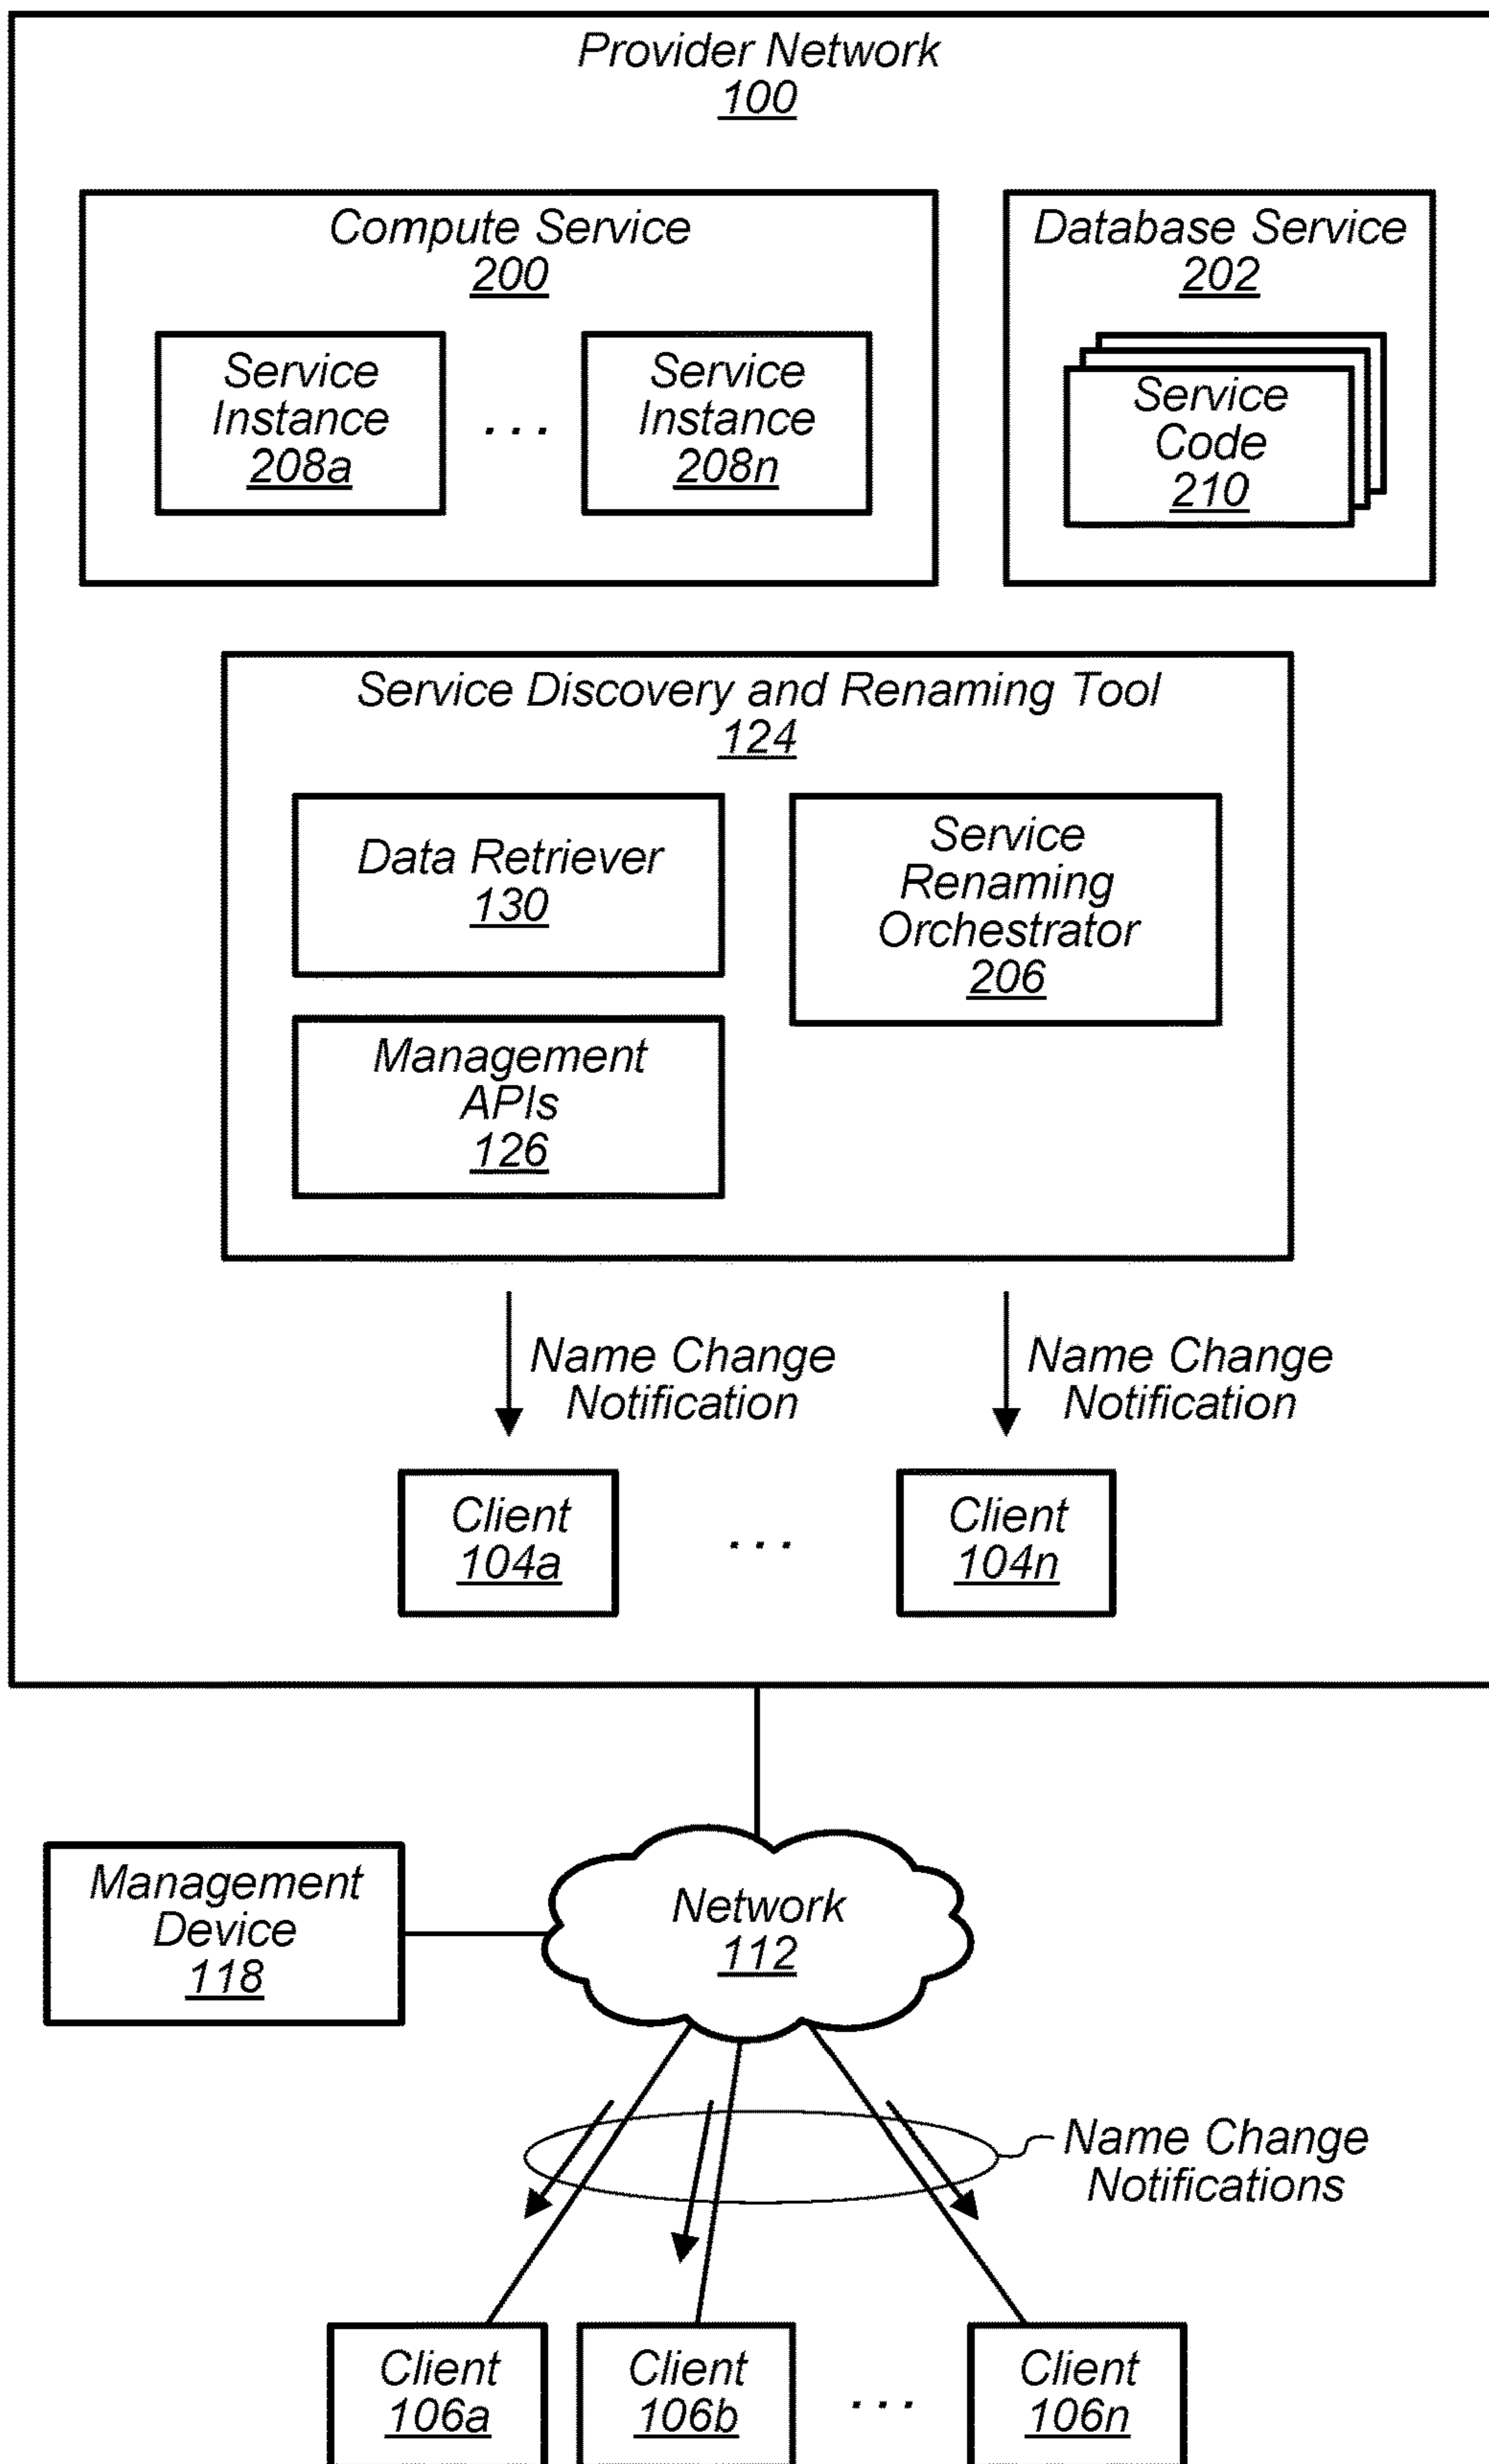 Provider Network
100
Compute Service
200
Service
Instance
208a
...
Service
Instance
208n
Database Service
202
Service
Code
210
Service Discovery and Renaming Tool
124
Data Retriever
130
Service
Renaming
Orchestrator
206
Management
APIs
126
Name Change
Notification
Name Change
Notification
Client
104a
...
Client
104n
Management
Device
118
Network
112
Name Change
Notifications
Client
106a
Client
106b
...
Client
106n